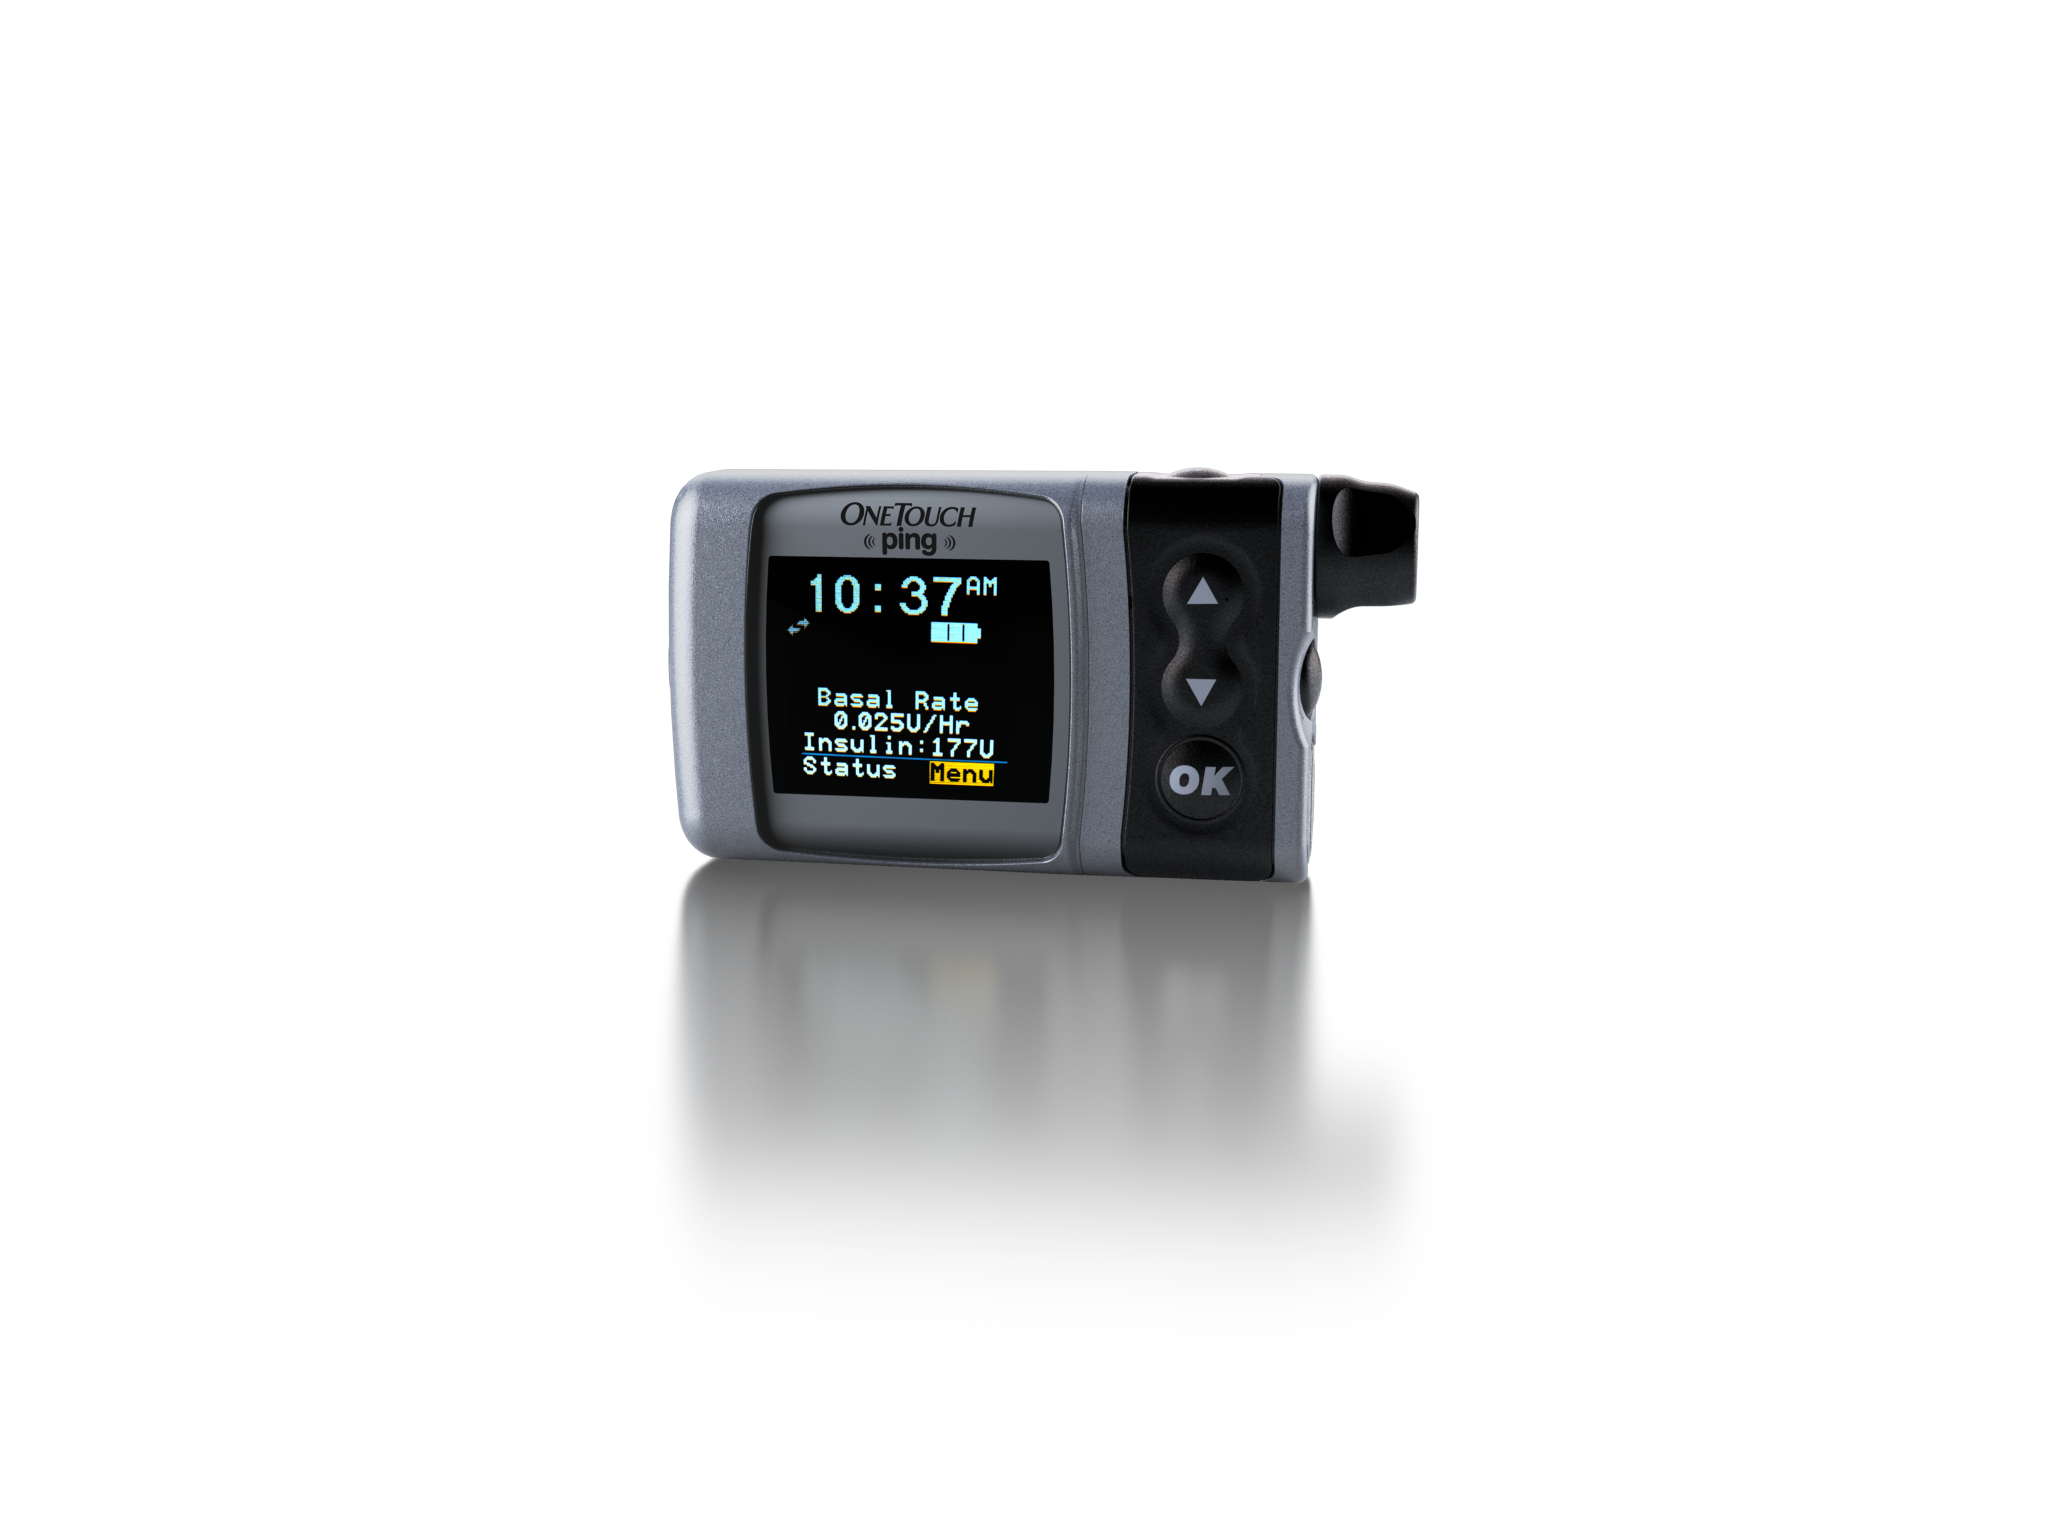 ONETOUCH
ping
10:37AM
Basal Rate
0.025U/Hr
Insulin:177U
Status Menu
OK